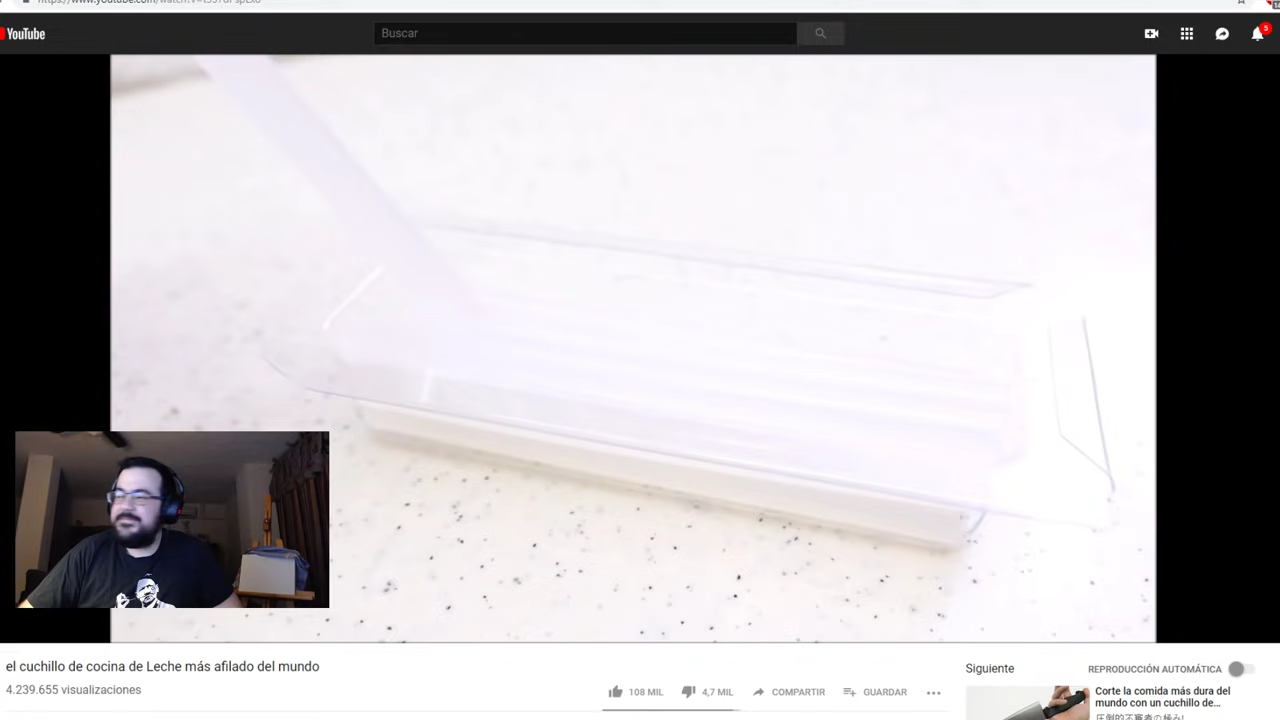 YouTube
Buscar
5
el cuchillo de cocina de Leche más afilado del mundo
4.239.655 visualizaciones
108 MIL
4,7 MIL
COMPARTIR
GUARDAR
Siguiente
REPRODUCCIÓN AUTOMÁTICA
Corte la comida más dura del
mundo con un cuchillo de…